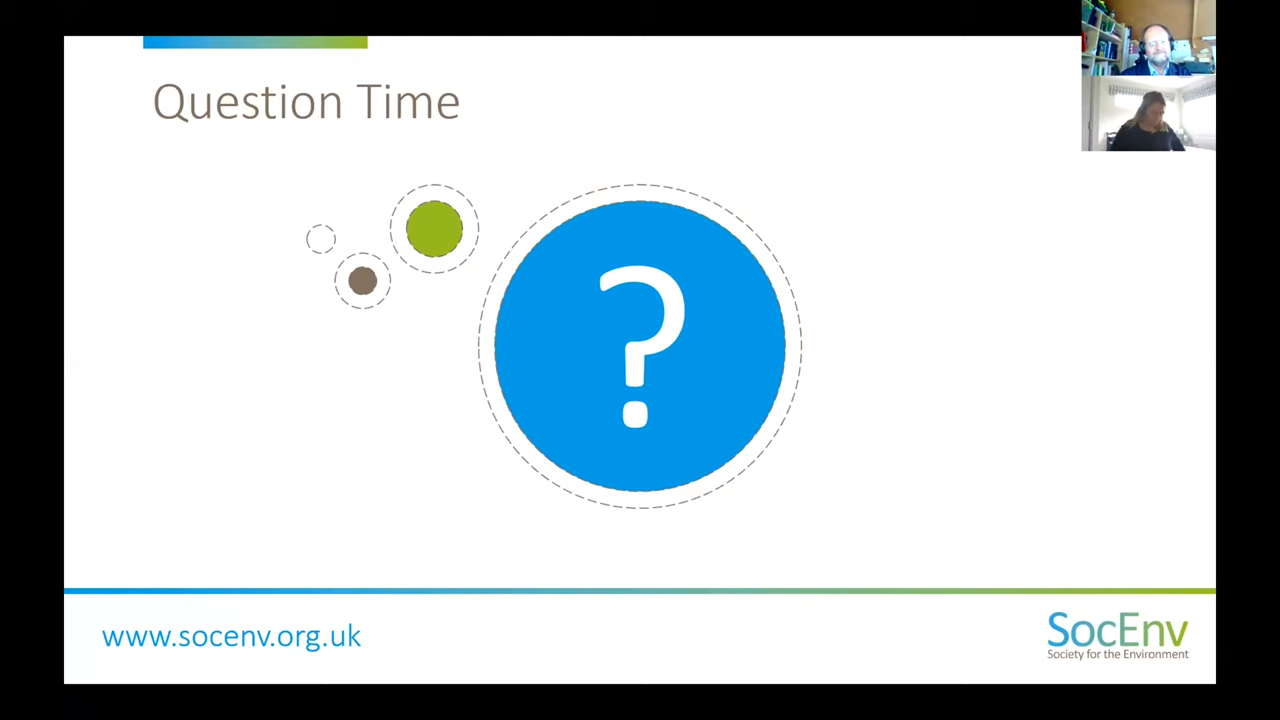 Question Time
?
www.socenv.org.uk
SocEnv
Society for the Environment